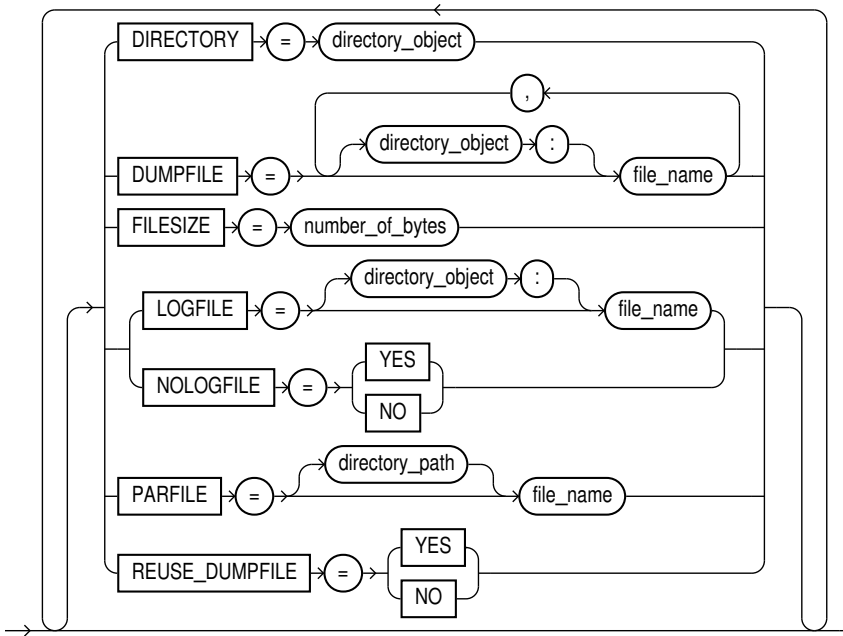 DIRECTORY = directory_object
,
directory_object :
DUMPFILE = file_name
FILESIZE = number_of_bytes
directory_object :
LOGFILE = file_name
YES
NOLOGFILE =
NO
directory_path
PARFILE = file_name
YES
REUSE_DUMPFILE =
NO